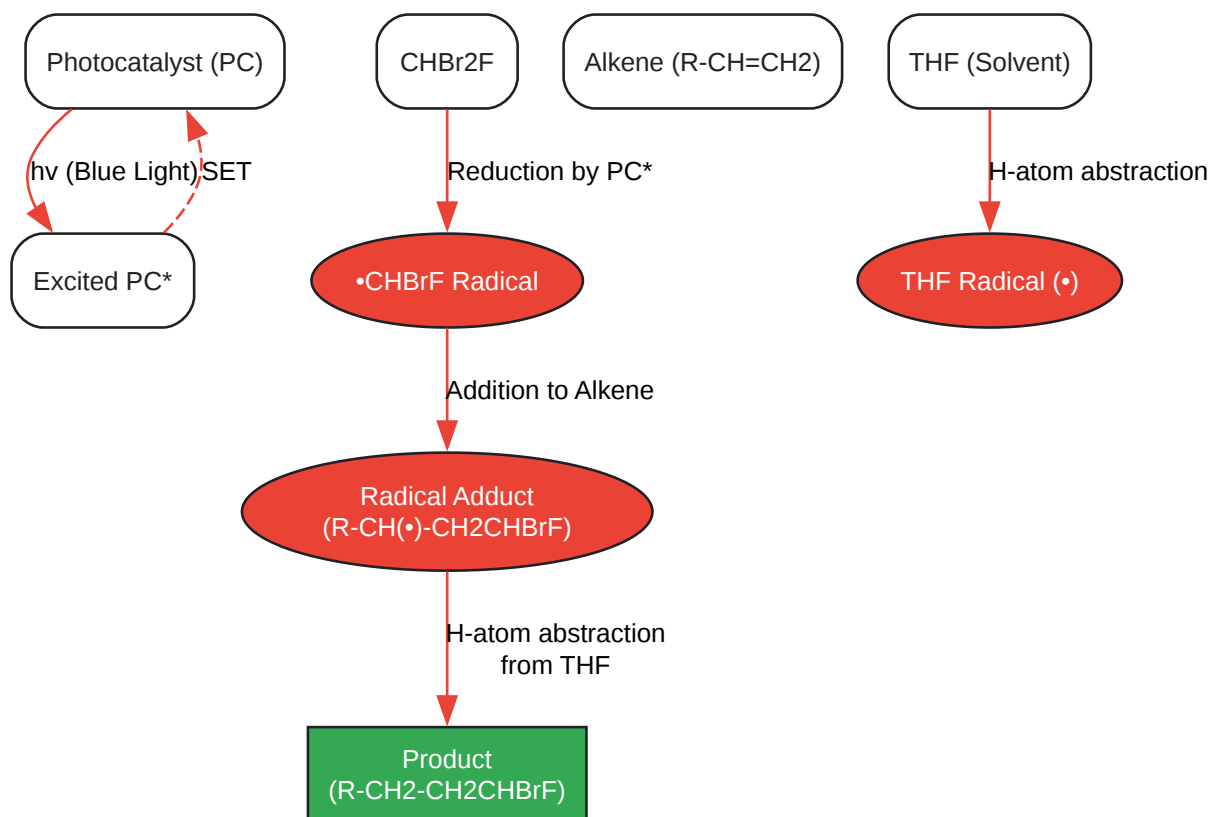 Photocatalyst (PC)
CHBr2F
Alkene (R-CH=CH2)
THF (Solvent)
hv (Blue Light)
SET
Reduction by PC*
H-atom abstraction
Excited PC*
•CHBrF Radical
THF Radical (•)
Addition to Alkene
Radical Adduct
(R-CH(•)-CH2CHBrF)
H-atom abstraction
from THF
Product
(R-CH2-CH2CHBrF)